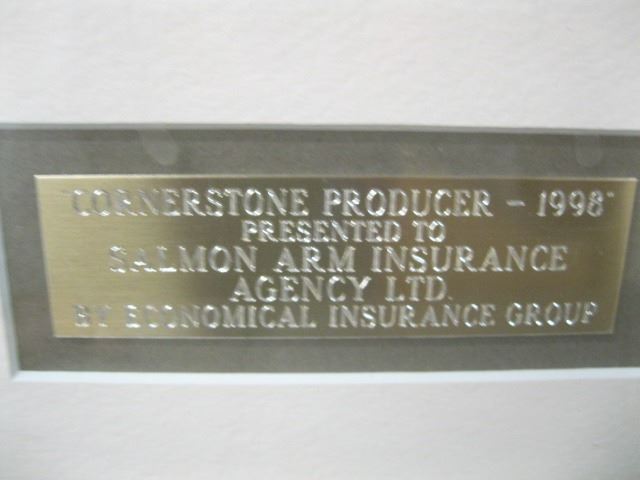 "CORNERSTONE PRODUCER - 1998"
PRESENTED TO
SALMON ARM INSURANCE
AGENCY LTD.
BY ECONOMICAL INSURANCE GROUP